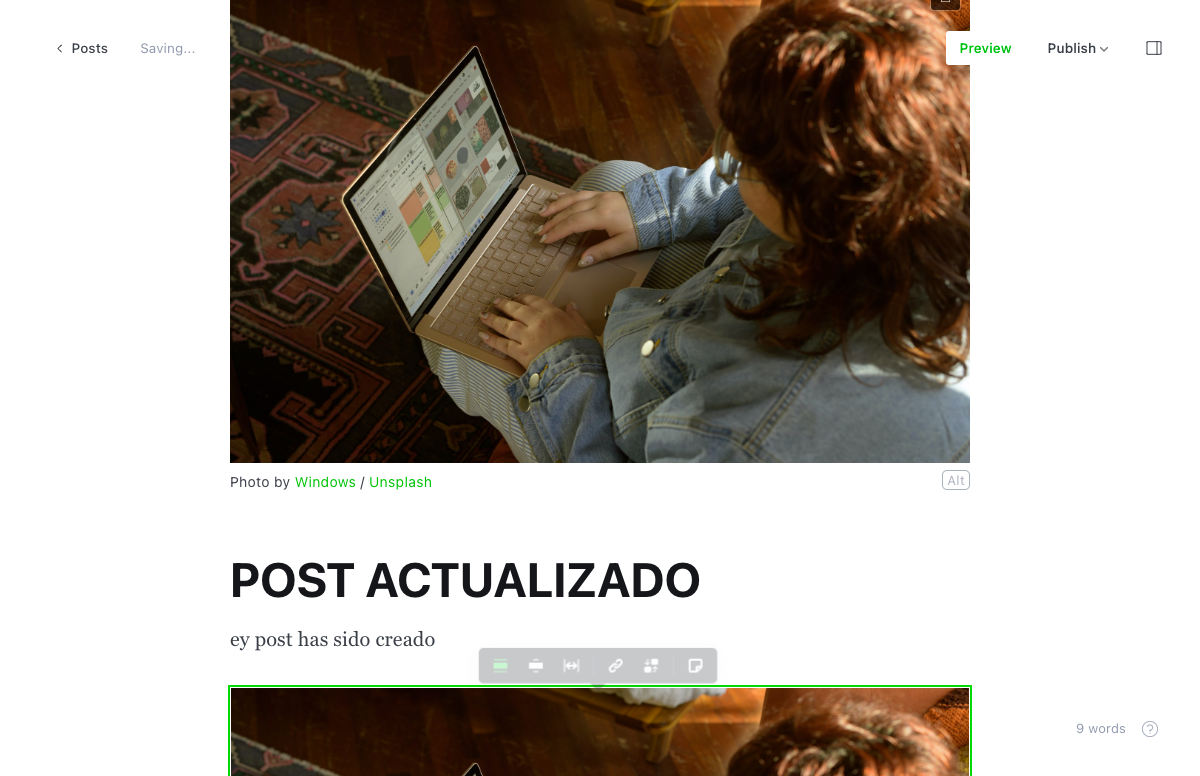 Posts
Saving...
Preview
Publish
Photo by Windows / Unsplash
Alt
POST ACTUALIZADO
ey post has sido creado
9 words
?